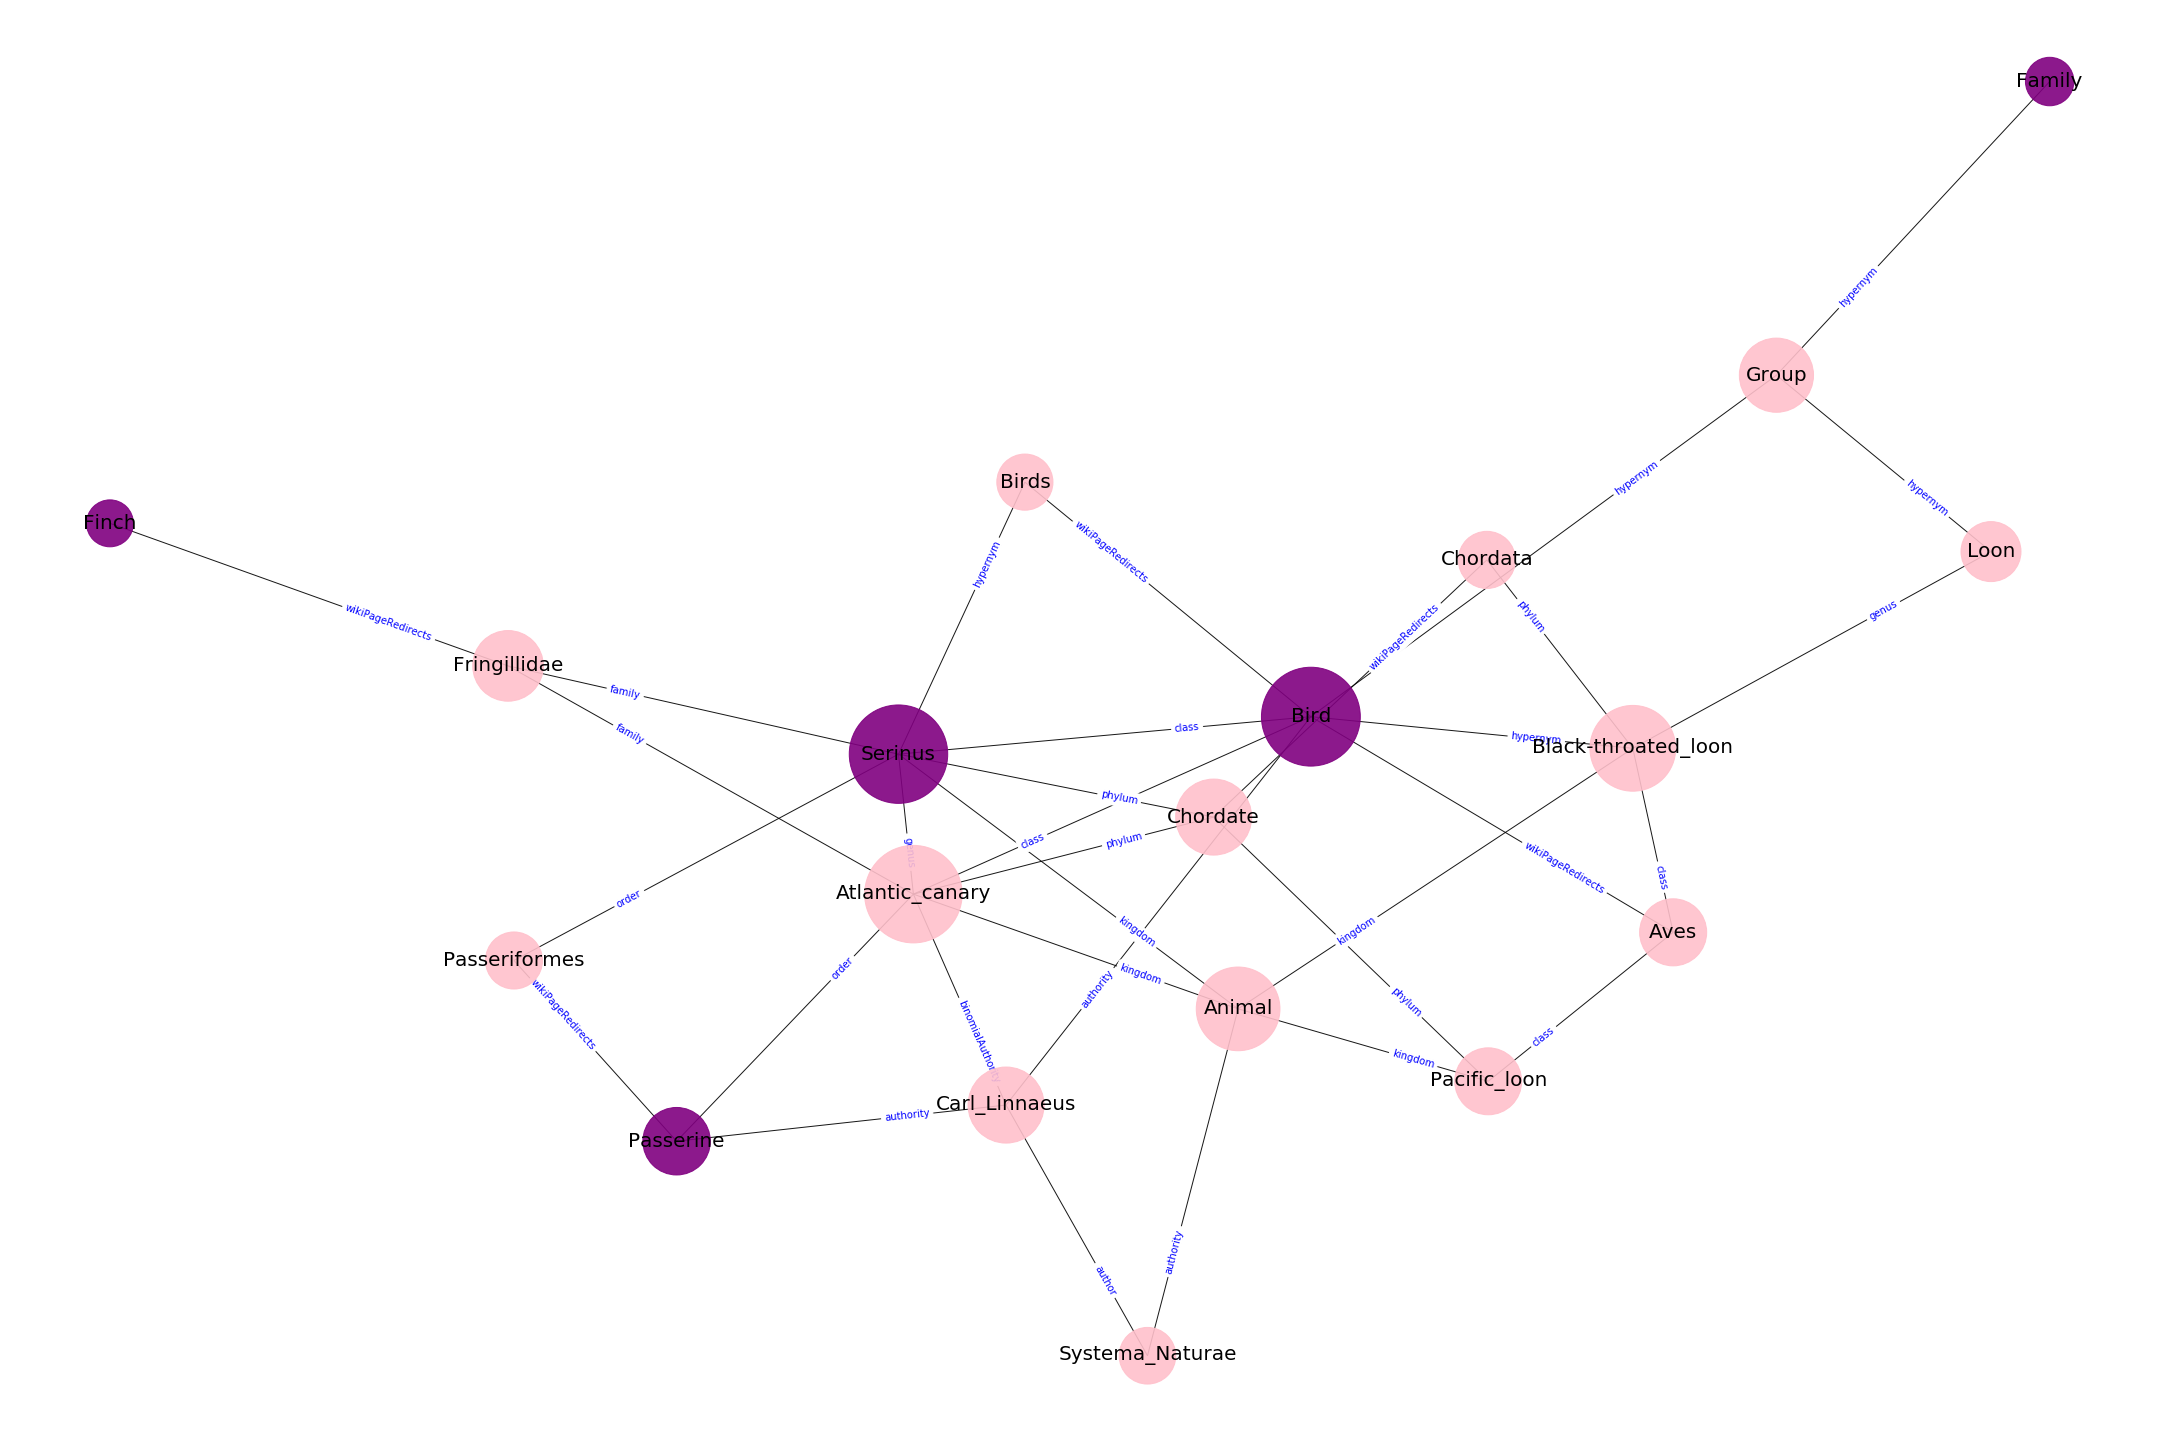 Family
hypernym
Group
hypernym
hypernym
Birds
Finch
wikiPageRedirects
Chordata
Loon
hypernym
wikiPageRedirects
phylum
genus
wikiPageRedirects
Fringillidae
family
family
class
Bird
hypernym
Black-throated_loon
Serinus
phylum
Chordate
class
phylum
genus
wikiPageRedirects
class
Atlantic_canary
order
kingdom
kingdom
Aves
Passeriformes
order
kingdom
authority
wikiPageRedirects
binomialAuthority
phylum
Animal
class
kingdom
Pacific_loon
Carl_Linnaeus
authority
Passerine
authority
author
Systema_Naturae